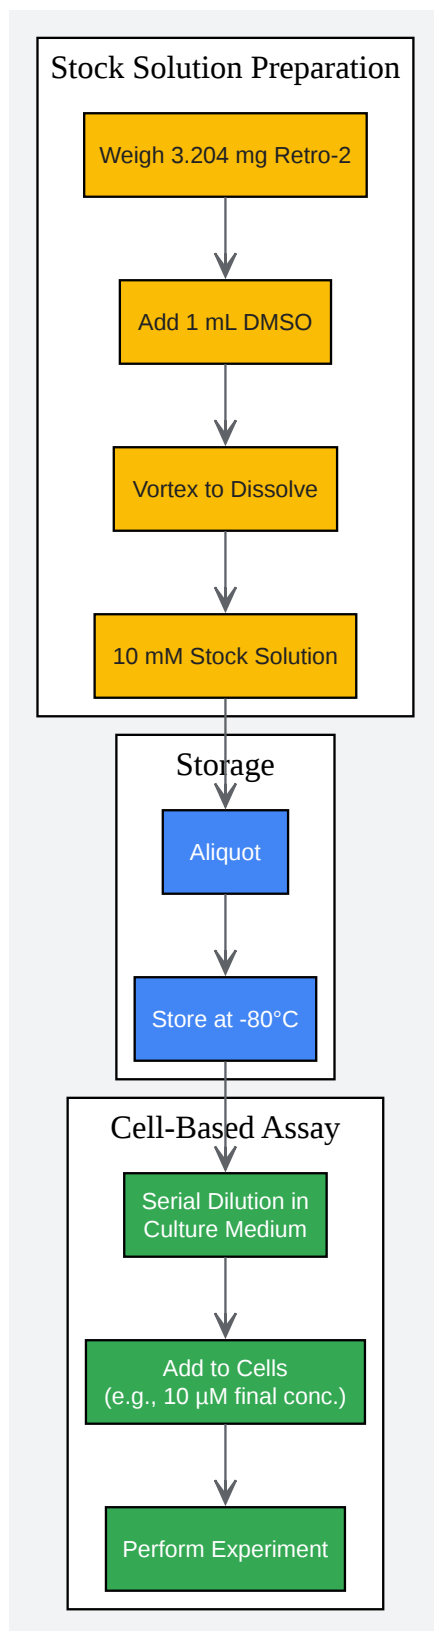 Stock Solution Preparation
Weigh 3.204 mg Retro-2
Add 1 mL DMSO
Vortex to Dissolve
10 mM Stock Solution
Storage
Aliquot
Store at -80°C
Cell-Based Assay
Serial Dilution in
Culture Medium
Add to Cells
(e.g., 10 µM final conc.)
Perform Experiment